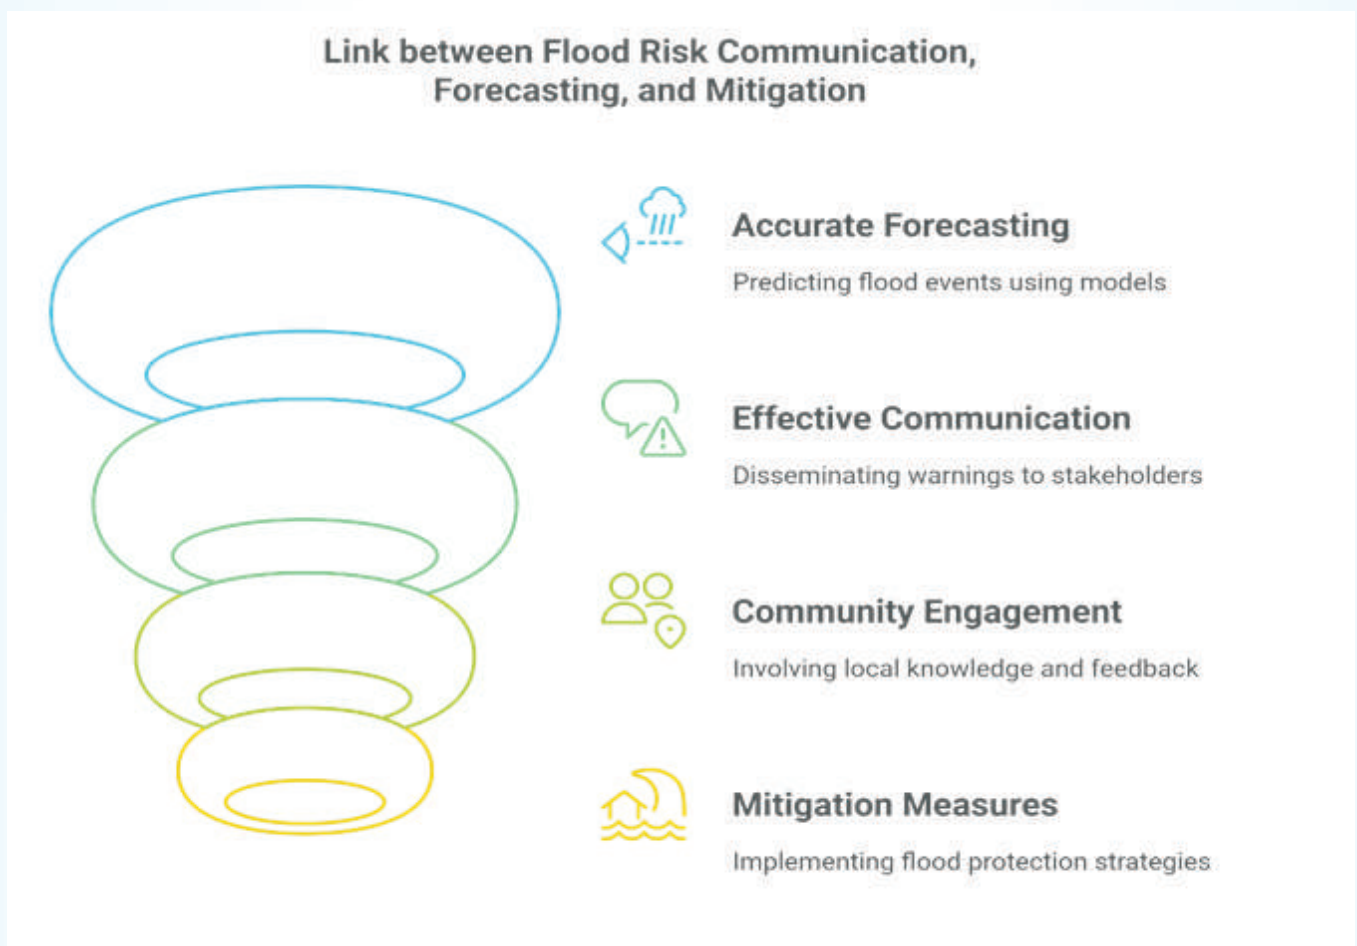 Link between Flood Risk Communication,
Forecasting, and Mitigation
Accurate Forecasting
Predicting flood events using models
Effective Communication
Disseminating warnings to stakeholders
Community Engagement
Involving local knowledge and feedback
Mitigation Measures
Implementing flood protection strategies